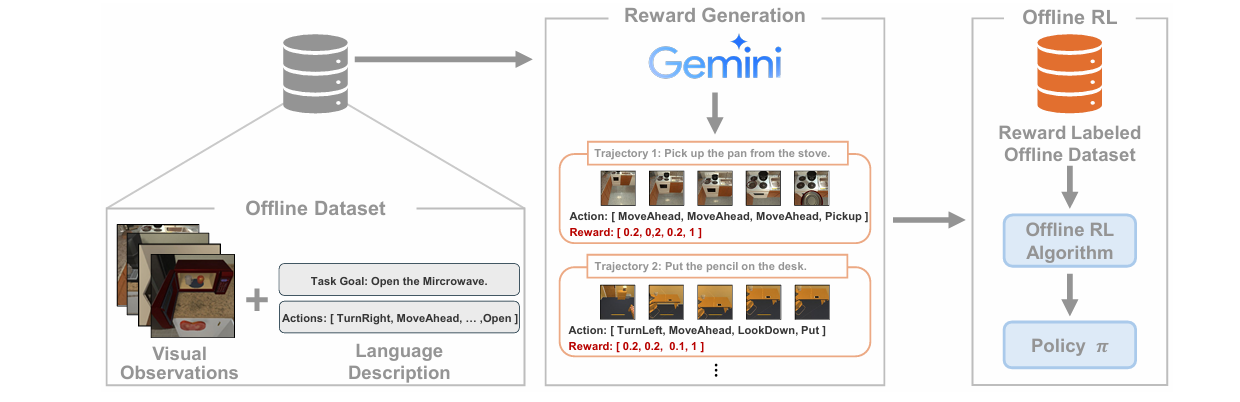 Offline Dataset
Visual
Observations
+
Task Goal: Open the Mircrowave.
Actions: [ TurnRight, MoveAhead, … ,Open ]
Language
Description
Reward Generation
Gemini
Trajectory 1: Pick up the pan from the stove.
Action: [ MoveAhead, MoveAhead, MoveAhead, Pickup ]
Reward: [ 0.2, 0,2, 0.2, 1 ]
Trajectory 2: Put the pencil on the desk.
Action: [ TurnLeft, MoveAhead, LookDown, Put ]
Reward: [ 0.2, 0.2,  0.1, 1 ]
⋮
Offline RL
Reward Labeled
Offline Dataset
Offline RL
Algorithm
Policy π